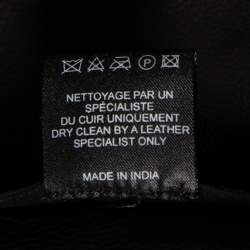 NETTOYAGE PAR UN
SPÉCIALISTE
DU CUIR UNIQUEMENT
DRY CLEAN BY A LEATHER
SPECIALIST ONLY
MADE IN INDIA